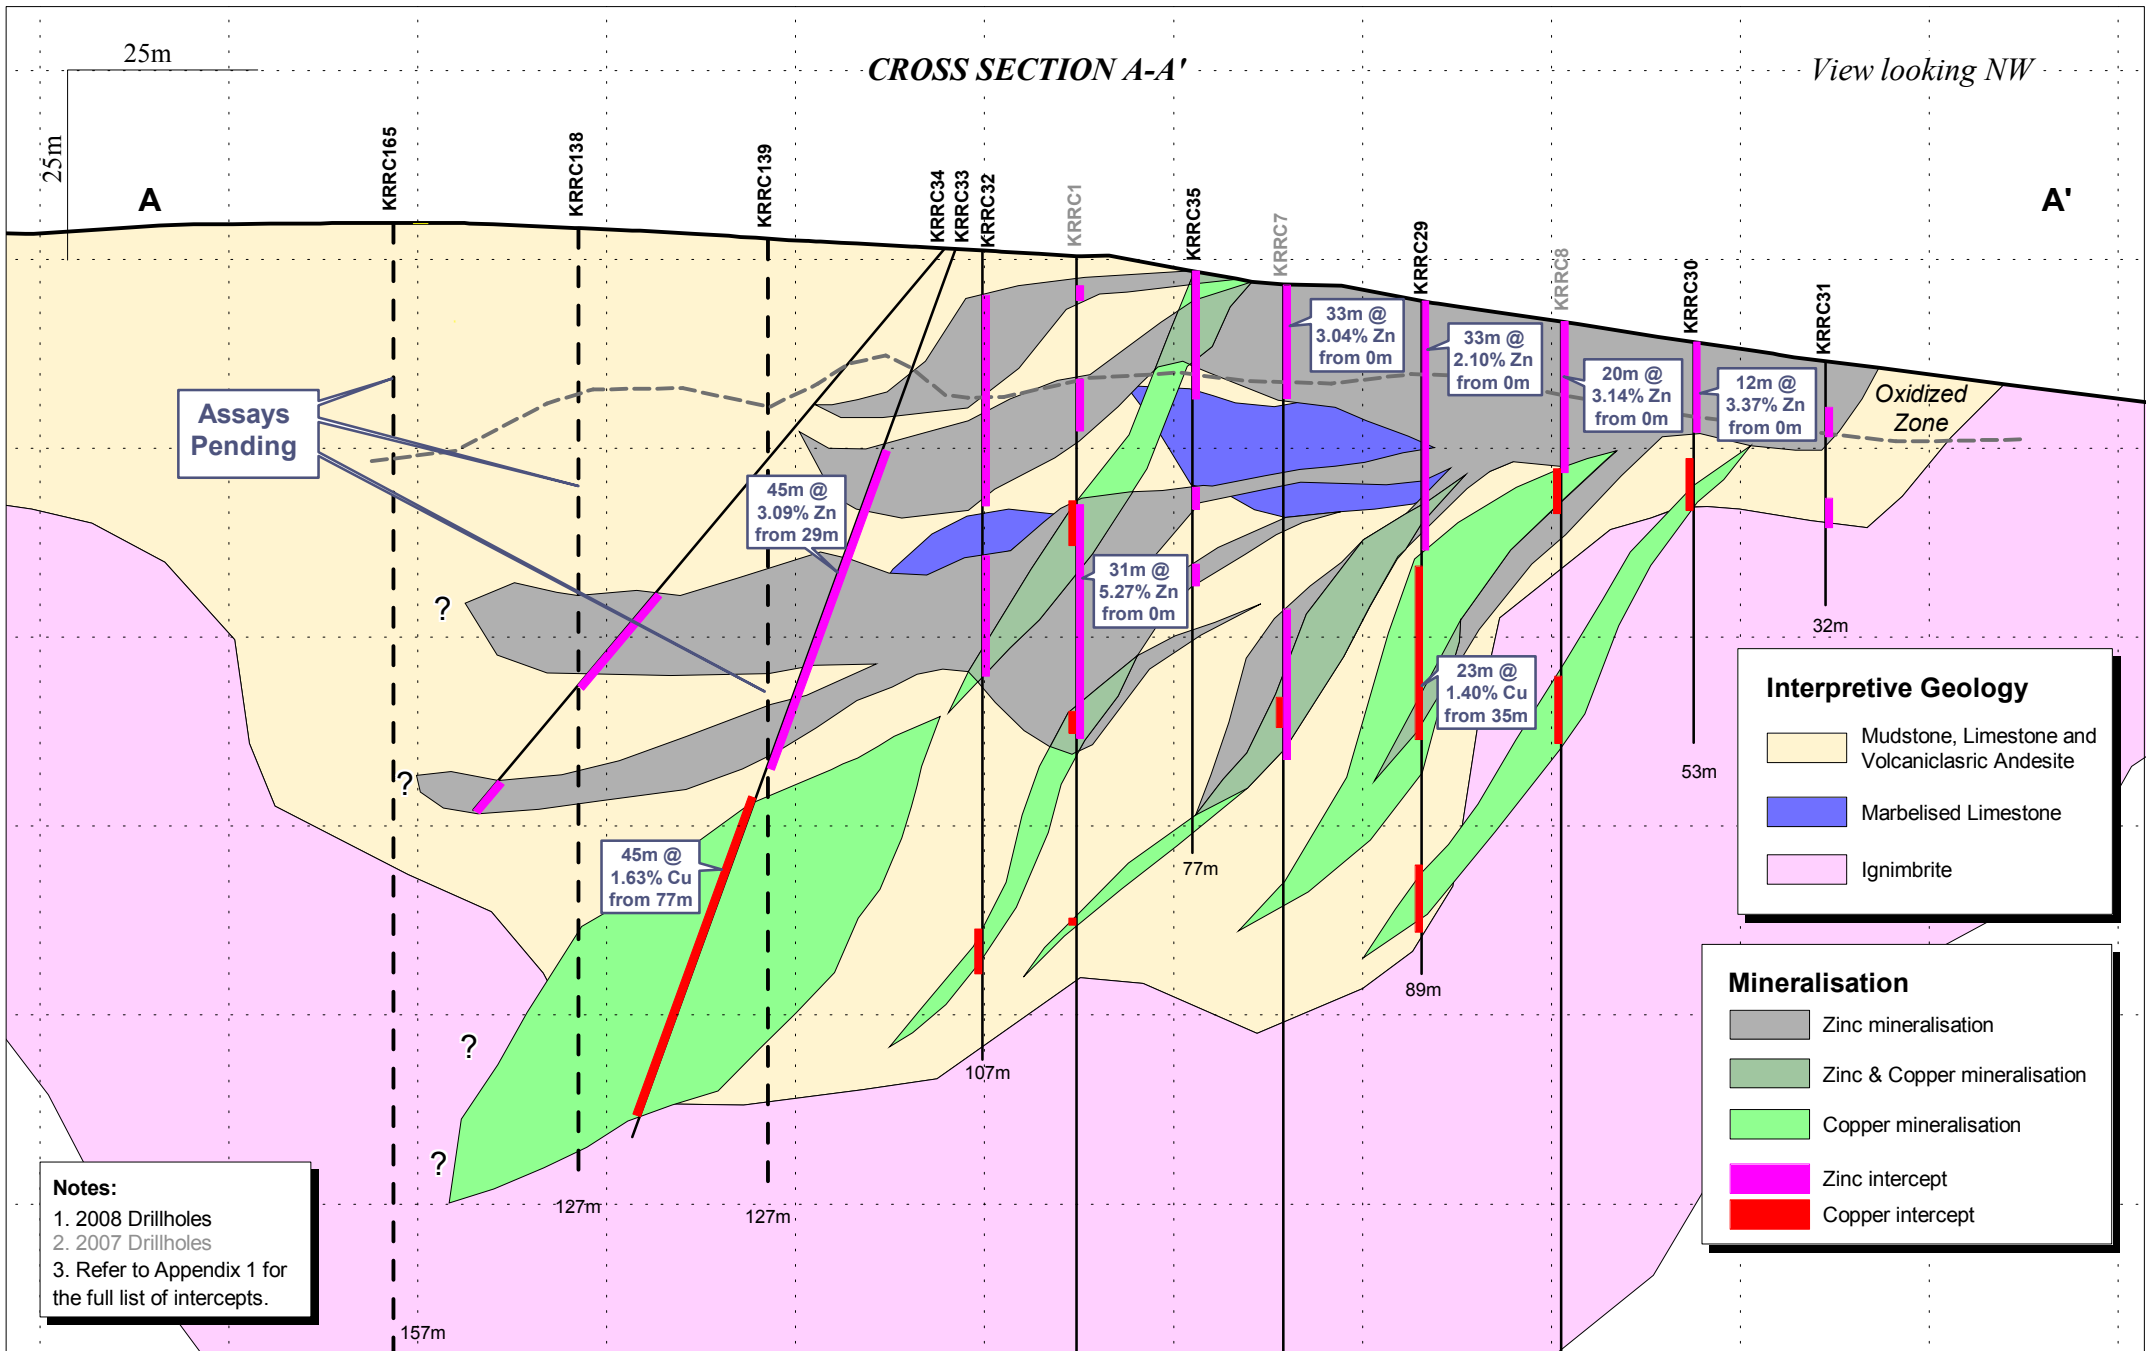 25m
CROSS SECTION A-A'
View looking NW
25m
A
A'
KRRC165
KRRC138
KRRC139
KRRC34
KRRC33
KRRC32
KRRC1
KRRC35
KRRC7
KRRC29
KRRC8
KRRC30
KRRC31
33m @
3.04% Zn
from 0m
33m @
2.10% Zn
from 0m
20m @
3.14% Zn
from 0m
12m @
3.37% Zn
from 0m
Oxidized
Zone
Assays
Pending
45m @
3.09% Zn
from 29m
31m @
5.27% Zn
from 0m
23m @
1.40% Cu
from 35m
45m @
1.63% Cu
from 77m
?
?
?
?
32m
53m
77m
89m
107m
127m
127m
157m
Interpretive Geology
Mudstone, Limestone and
Volcaniclasric Andesite
Marbelised Limestone
Ignimbrite
Mineralisation
Zinc mineralisation
Zinc & Copper mineralisation
Copper mineralisation
Zinc intercept
Copper intercept
Notes:
1. 2008 Drillholes
2. 2007 Drillholes
3. Refer to Appendix 1 for
the full list of intercepts.